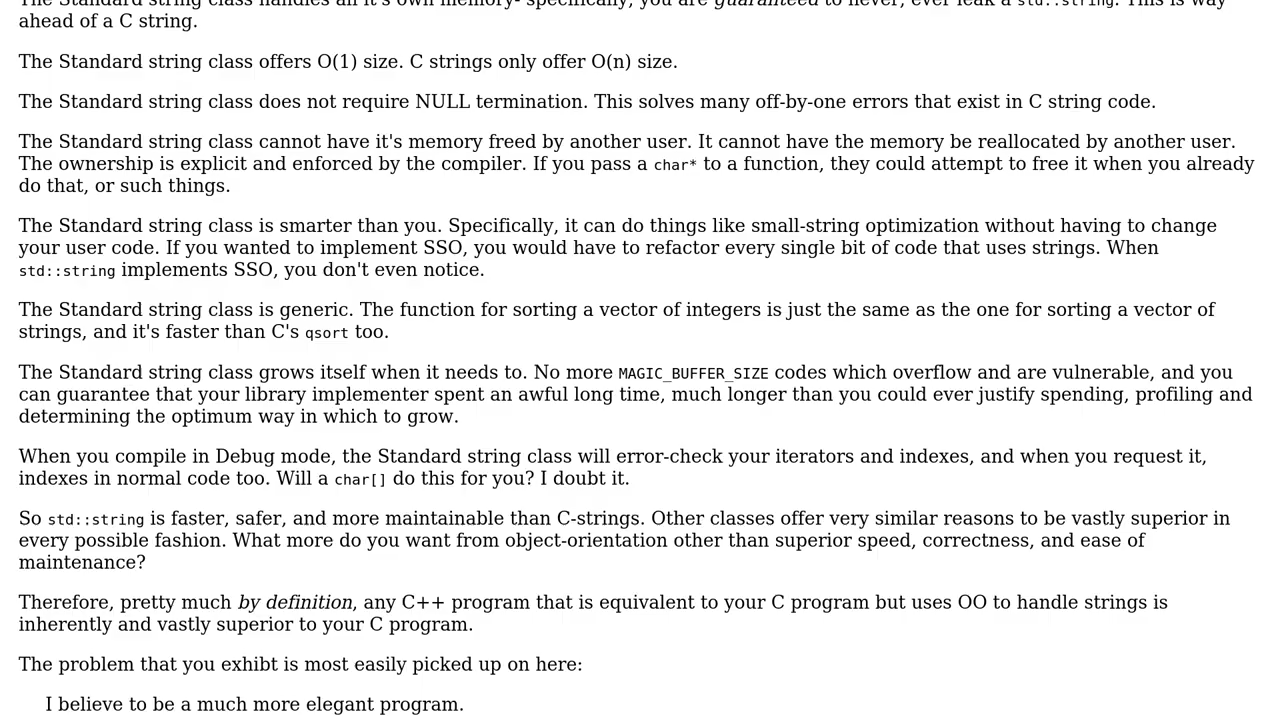 The Standard string class handles all it's own memory- specifically, you are guaranteed to never, ever leak a std::string. This is way
ahead of a C string.
The Standard string class offers O(1) size. C strings only offer O(n) size.
The Standard string class does not require NULL termination. This solves many off-by-one errors that exist in C string code.
The Standard string class cannot have it's memory freed by another user. It cannot have the memory be reallocated by another user.
The ownership is explicit and enforced by the compiler. If you pass a char* to a function, they could attempt to free it when you already
do that, or such things.
The Standard string class is smarter than you. Specifically, it can do things like small-string optimization without having to change
your user code. If you wanted to implement SSO, you would have to refactor every single bit of code that uses strings. When
std::string implements SSO, you don't even notice.
The Standard string class is generic. The function for sorting a vector of integers is just the same as the one for sorting a vector of
strings, and it's faster than C's qsort too.
The Standard string class grows itself when it needs to. No more MAGIC_BUFFER_SIZE codes which overflow and are vulnerable, and you
can guarantee that your library implementer spent an awful long time, much longer than you could ever justify spending, profiling and
determining the optimum way in which to grow.
When you compile in Debug mode, the Standard string class will error-check your iterators and indexes, and when you request it,
indexes in normal code too. Will a char[] do this for you? I doubt it.
So std::string is faster, safer, and more maintainable than C-strings. Other classes offer very similar reasons to be vastly superior in
every possible fashion. What more do you want from object-orientation other than superior speed, correctness, and ease of
maintenance?
Therefore, pretty much by definition, any C++ program that is equivalent to your C program but uses OO to handle strings is
inherently and vastly superior to your C program.
The problem that you exhibt is most easily picked up on here:
I believe to be a much more elegant program.